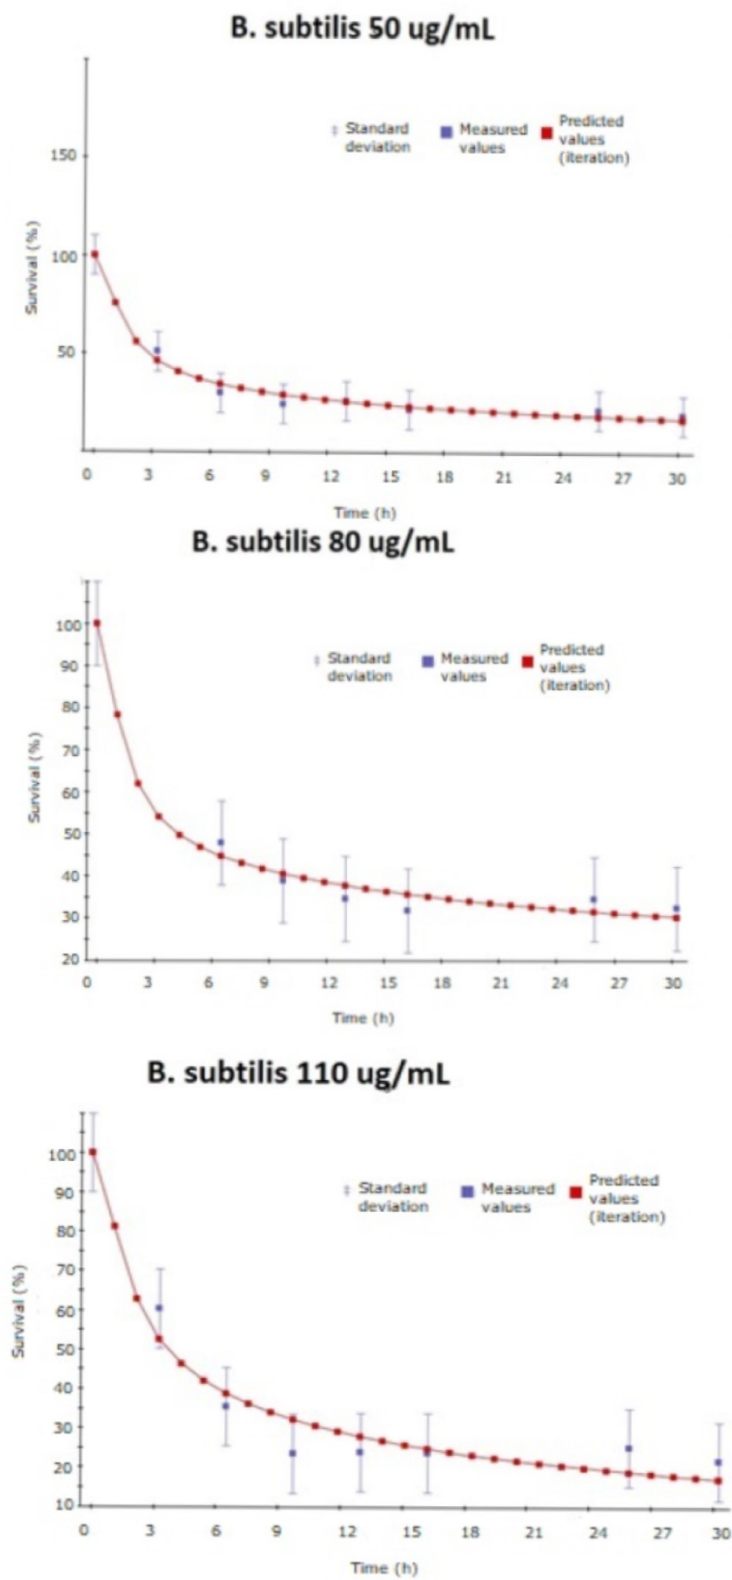 B. subtilis 50 ug/mL
Standard deviation
Measured values
Predicted values (iteration)
150
100
50
Survival (%)
0 3 6 9 12 15 18 21 24 27 30
Time (h)
B. subtilis 80 ug/mL
Standard deviation
Measured values
Predicted values (iteration)
100
90
80
70
60
50
40
30
20
Survival (%)
0 3 6 9 12 15 18 21 24 27 30
Time (h)
B. subtilis 110 ug/mL
Standard deviation
Measured values
Predicted values (iteration)
100
90
80
70
60
50
40
30
20
10
Survival (%)
0 3 6 9 12 15 18 21 24 27 30
Time (h)